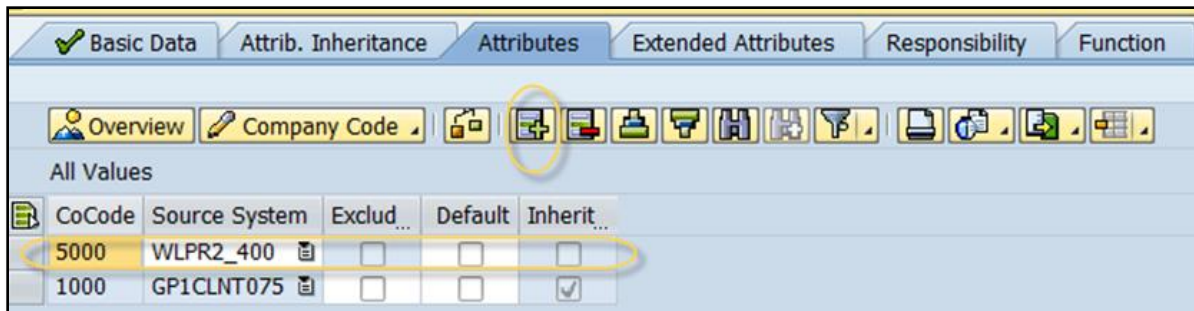 Basic Data Attrib. Inheritance Attributes Extended Attributes Responsibility Function
Overview Company Code
All Values
CoCode Source System Exclud... Default Inherit...
5000 WLPR2_400
1000 GP1CLNT075